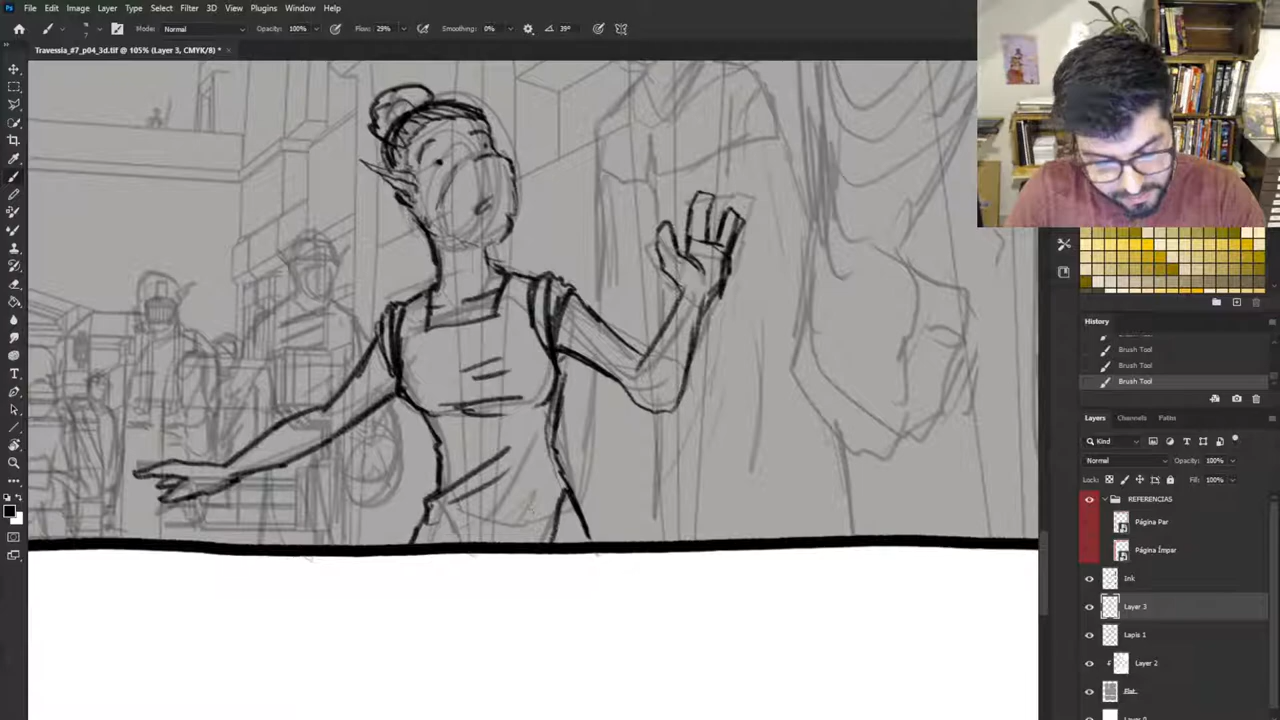 File Edit Image Layer Type Select Filter 3D View Plugins Window Help
Mode: Normal Opacity: 100% Flow: 29% Smoothing: 0% 39°
Travessia_#7_p04_3d.tif @ 105% (Layer 3, CMYK/8) *
History
Brush Tool
Brush Tool
Brush Tool
Layers Channels Paths
Kind
Normal Opacity: 100%
Lock: Fill: 100%
REFERENCIAS
Página Par
Página Ímpar
Ink
Layer 3
Lapis 1
Layer 2
Flat